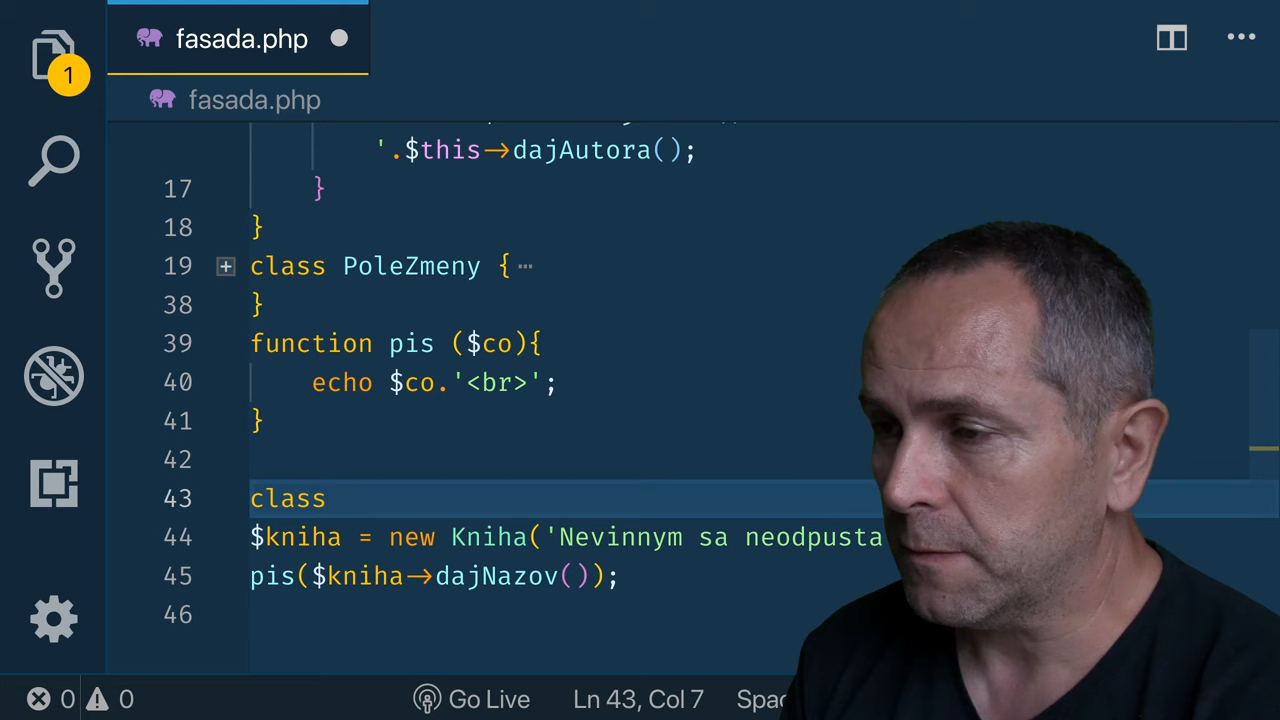 fasada.php
1
fasada.php
'.$this->dajAutora();
17 }
18 }
19 class PoleZmeny {
38 }
39 function pis ($co){
40 echo $co.'<br>';
41 }
42
43 class
44 $kniha = new Kniha('Nevinnym sa neodpusta
45 pis($kniha->dajNazov());
46
0 0 Go Live Ln 43, Col 7